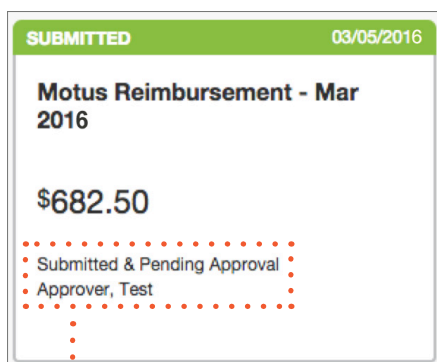 SUBMITTED 03/05/2016
Motus Reimbursement - Mar
2016
$682.50
Submitted & Pending Approval
Approver, Test